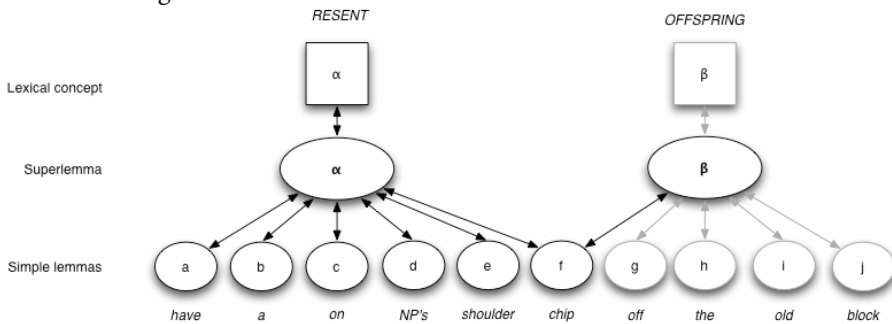 RESENT OFFSPRING
α β
Lexical concept
α β
Superlemma
a b c d e f g h i j
Simple lemmas
have a on NP's shoulder chip off the old block